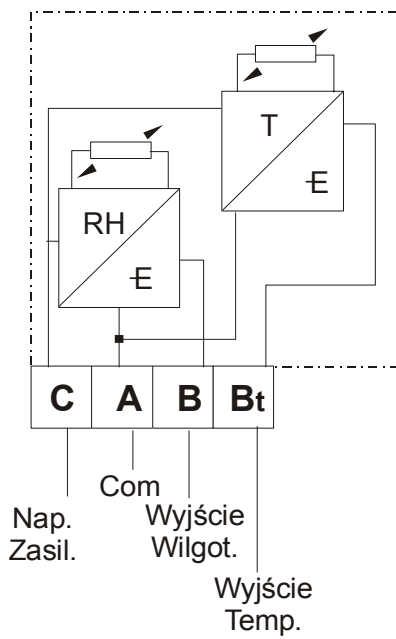 T
E
RH
E
C A B Bt
Com
Nap.
Zasil.
Wyjście
Wilgot.
Wyjście
Temp.